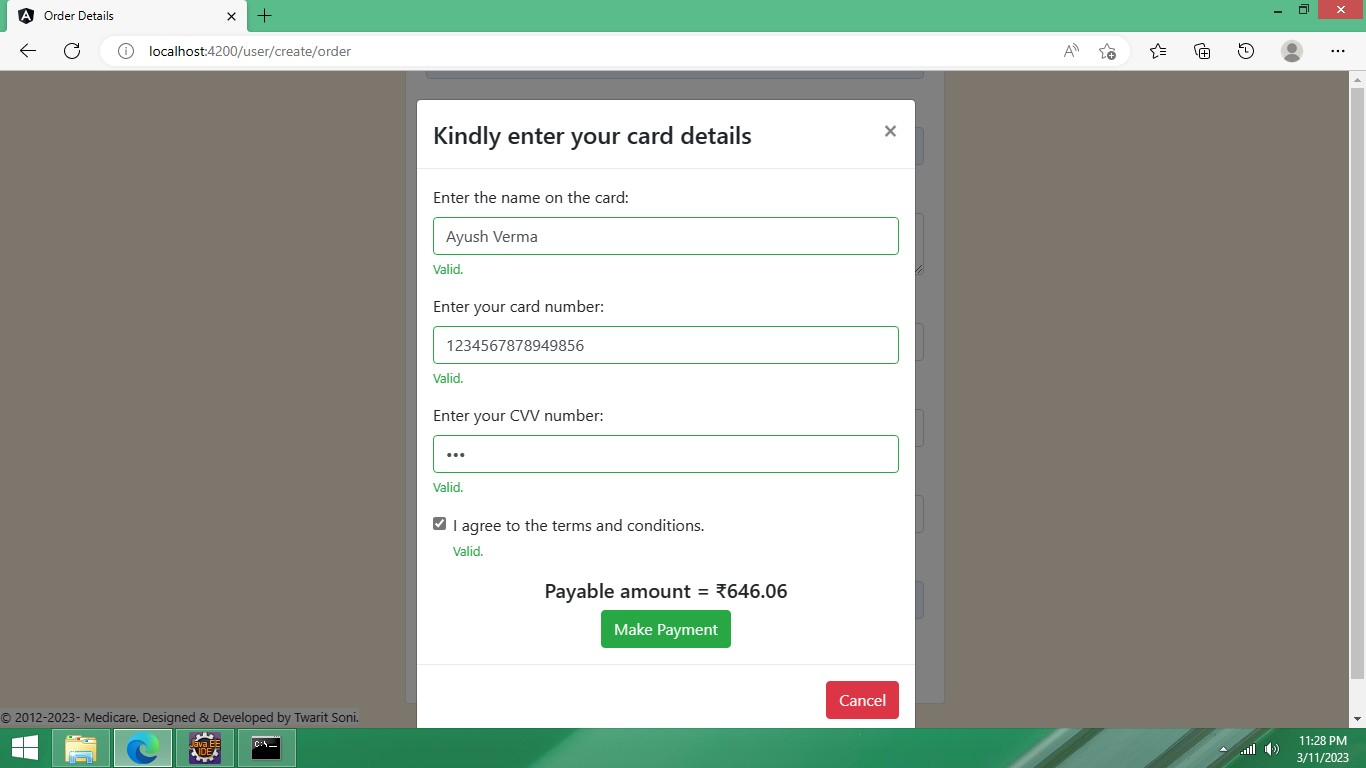 Order Details
localhost:4200/user/create/order
Kindly enter your card details
×
Enter the name on the card:
Ayush Verma
Valid.
Enter your card number:
1234567878949856
Valid.
Enter your CVV number:
•••
Valid.
I agree to the terms and conditions.
Valid.
Payable amount = ₹646.06
Make Payment
Cancel
© 2012-2023- Medicare. Designed & Developed by Twarit Soni.
Java EE
IDE
C:\_
11:28 PM
3/11/2023